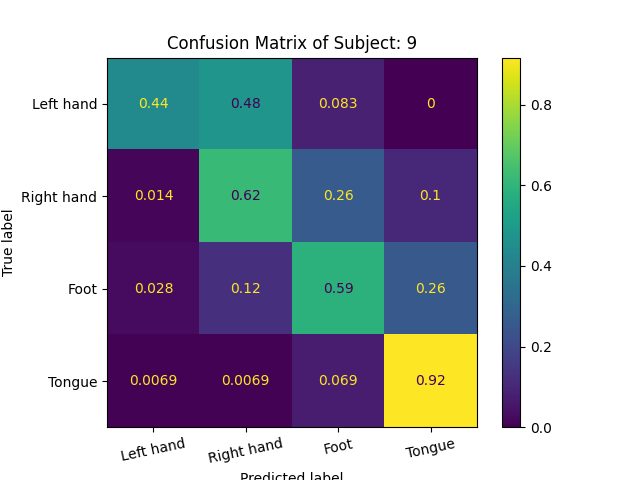 Confusion Matrix of Subject: 9
True label
Left hand 0.44 0.48 0.083 0
Right hand 0.014 0.62 0.26 0.1
Foot 0.028 0.12 0.59 0.26
Tongue 0.0069 0.0069 0.069 0.92
Left hand Right hand Foot Tongue
Predicted label
0.8
0.6
0.4
0.2
0.0